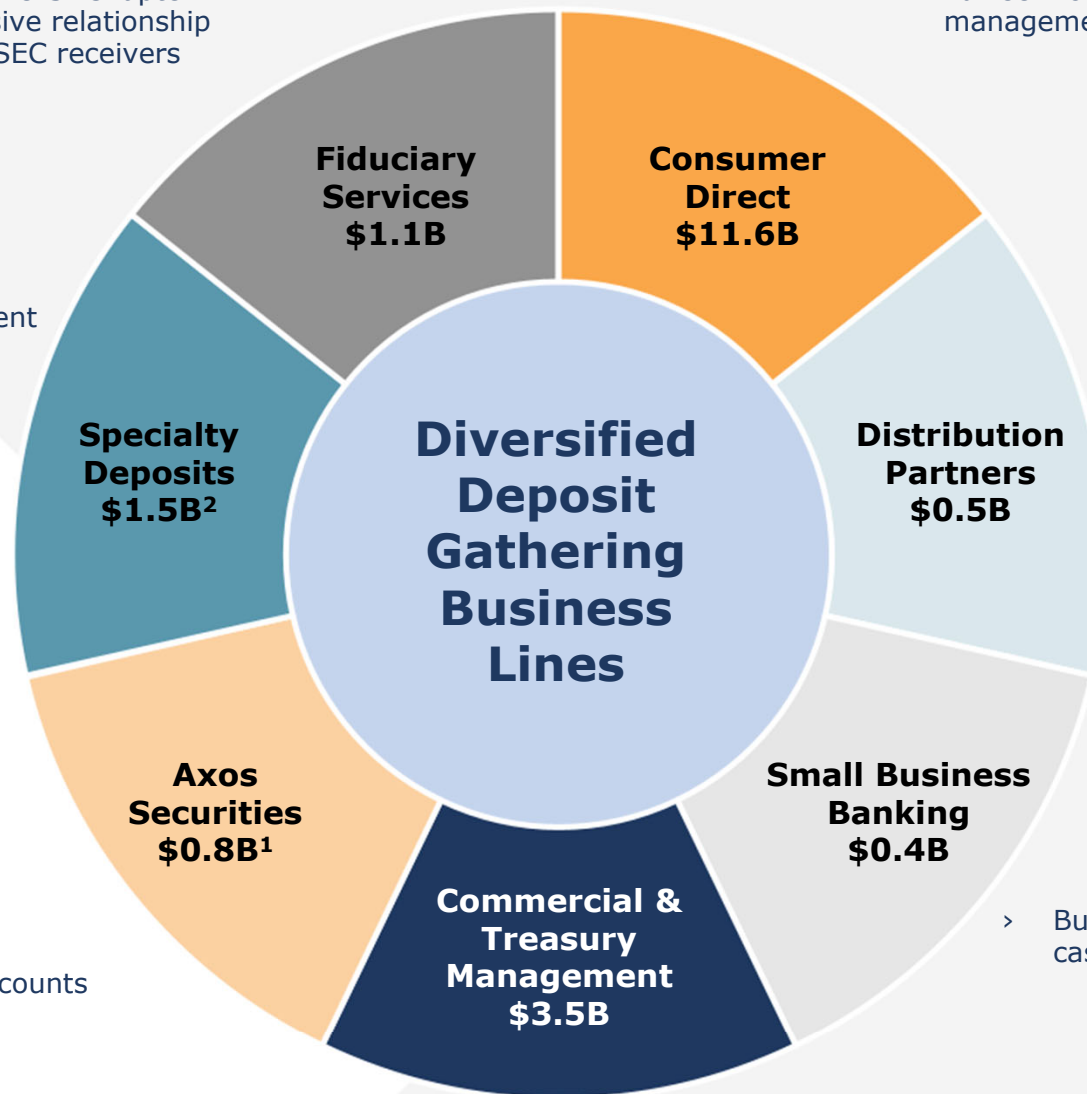 sive relationship
SEC receivers
manageme
Fiduciary
Services
$1.1B
Consumer
Direct
$11.6B
ent
Specialty
Deposits
$1.5B²
Diversified
Deposit
Gathering
Business
Lines
Distribution
Partners
$0.5B
Axos
Securities
$0.8B¹
Small Business
Banking
$0.4B
Commercial &
Treasury
Management
$3.5B
› Bu
cas
counts